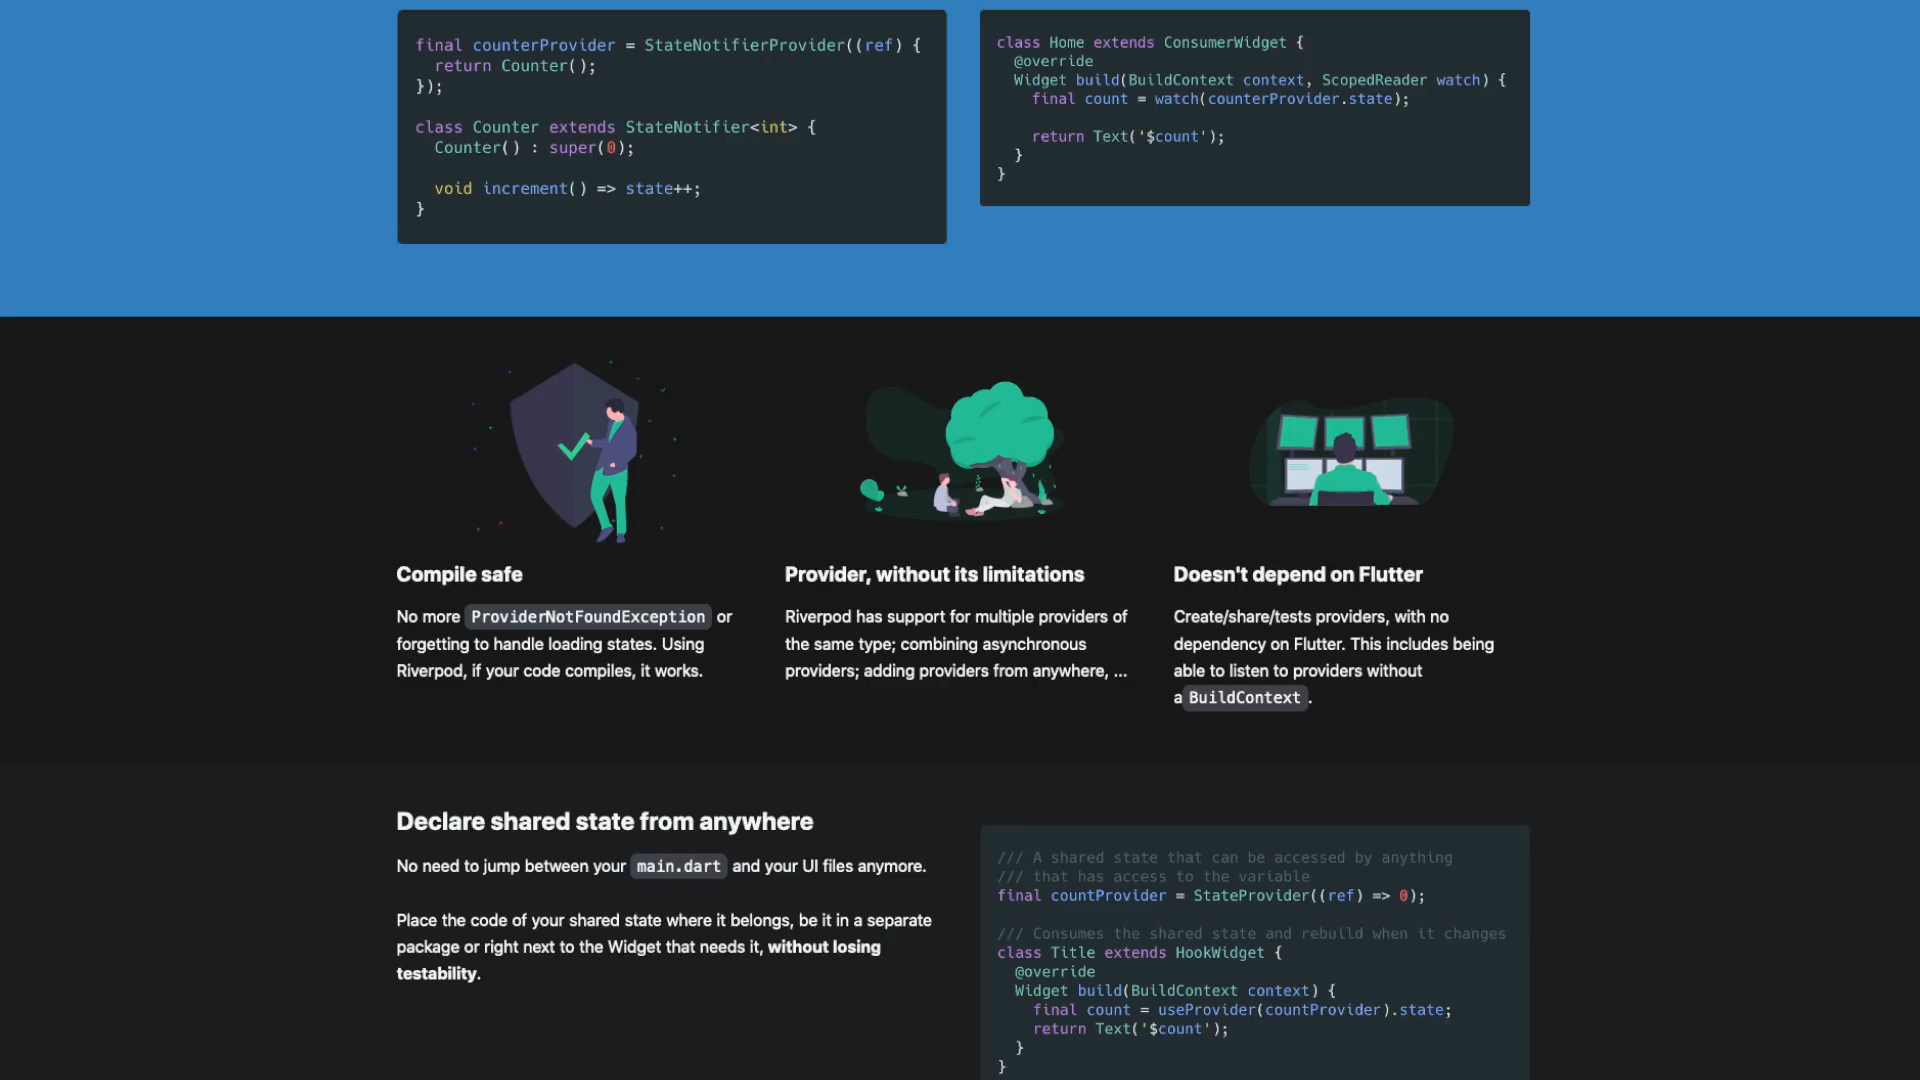 final counterProvider = StateNotifierProvider((ref) {
  return Counter();
});

class Counter extends StateNotifier<int> {
  Counter() : super(0);

  void increment() => state++;
}

class Home extends ConsumerWidget {
  @override
  Widget build(BuildContext context, ScopedReader watch) {
    final count = watch(counterProvider.state);

    return Text('$count');
  }
}

Compile safe
No more ProviderNotFoundException or
forgetting to handle loading states. Using
Riverpod, if your code compiles, it works.

Provider, without its limitations
Riverpod has support for multiple providers of
the same type; combining asynchronous
providers; adding providers from anywhere, ...

Doesn't depend on Flutter
Create/share/tests providers, with no
dependency on Flutter. This includes being
able to listen to providers without
a BuildContext.

Declare shared state from anywhere
No need to jump between your main.dart and your UI files anymore.

Place the code of your shared state where it belongs, be it in a separate
package or right next to the Widget that needs it, without losing
testability.

/// A shared state that can be accessed by anything
/// that has access to the variable
final countProvider = StateProvider((ref) => 0);

/// Consumes the shared state and rebuild when it changes
class Title extends HookWidget {
  @override
  Widget build(BuildContext context) {
    final count = useProvider(countProvider).state;
    return Text('$count');
  }
}